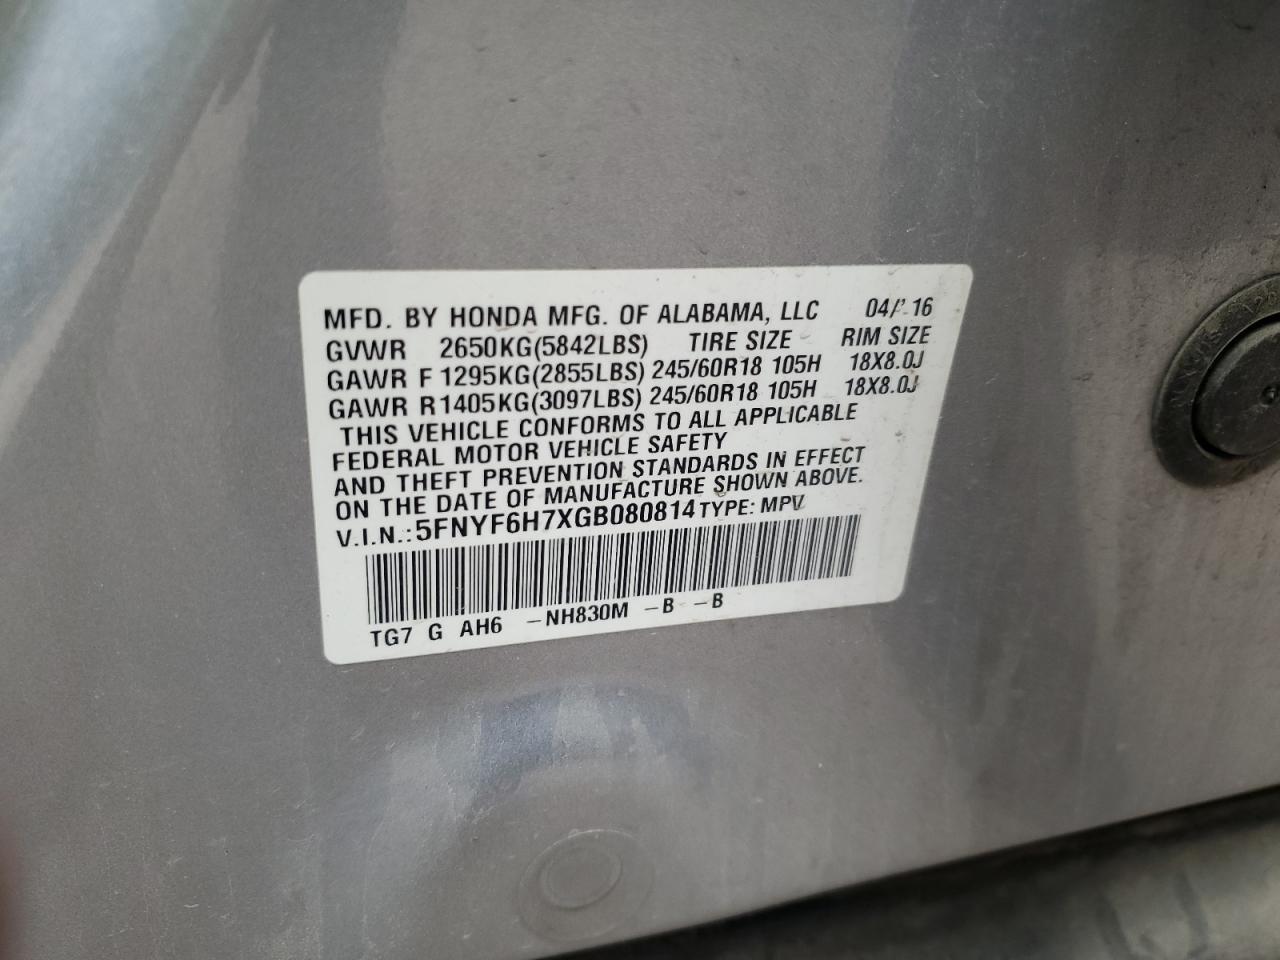 MFD. BY HONDA MFG. OF ALABAMA, LLC 04/ 16
GVWR 2650KG(5842LBS) TIRE SIZE RIM SIZE
GAWR F 1295KG(2855LBS) 245/60R18 105H 18X8.0J
GAWR R1405KG(3097LBS) 245/60R18 105H 18X8.0J
THIS VEHICLE CONFORMS TO ALL APPLICABLE
FEDERAL MOTOR VEHICLE SAFETY
AND THEFT PREVENTION STANDARDS IN EFFECT
ON THE DATE OF MANUFACTURE SHOWN ABOVE.
V.I.N.: 5FNYF6H7XGB080814 TYPE: MPV
TG7 G AH6 -NH830M -B -B